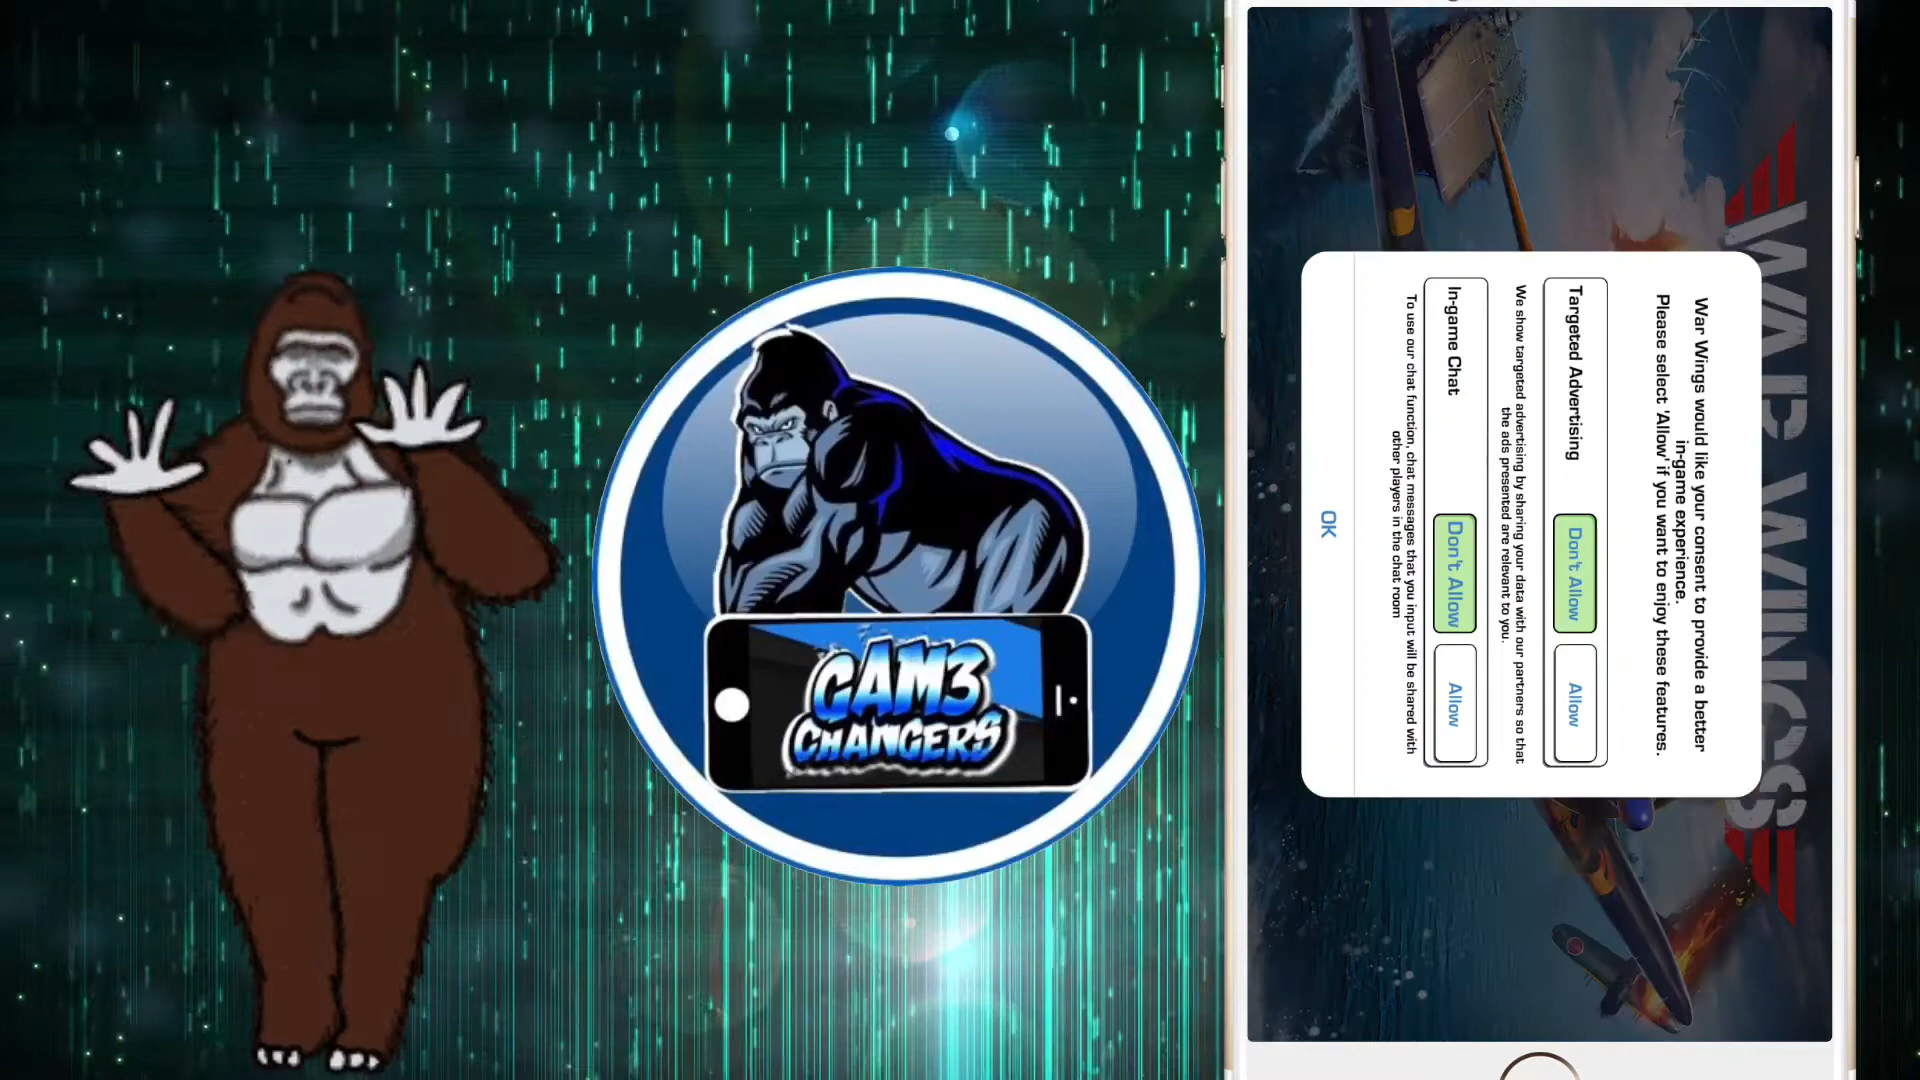 GAM3
CHANGERS
WAR WINGS
War Wings would like your consent to provide a better
in-game experience.
Please select 'Allow' if you want to enjoy these features.
Targeted Advertising
Don't Allow
Allow
We show targeted advertising by sharing your data with our partners so that
the ads presented are relevant to you.
In-game Chat
Don't Allow
Allow
To use our chat function, chat messages that you input will be shared with
other players in the chat room
OK